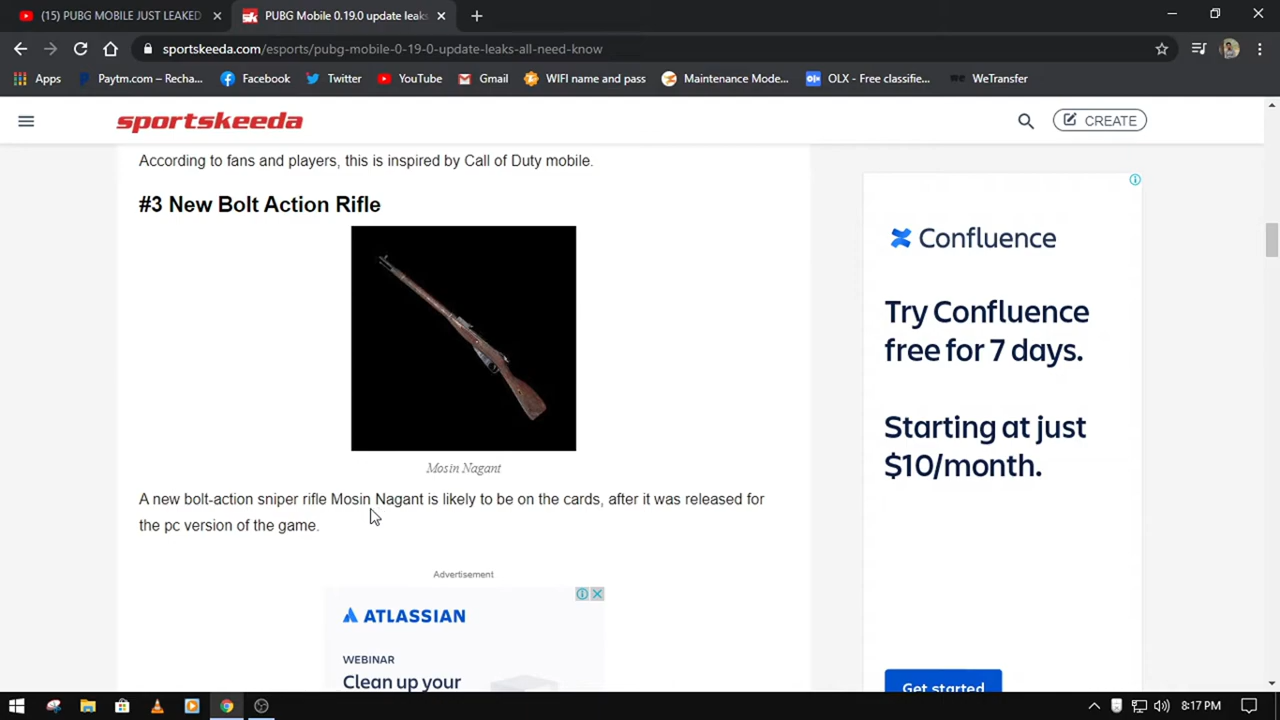 (15) PUBG MOBILE JUST LEAKED
PUBG Mobile 0.19.0 update leaks
sportskeeda.com/esports/pubg-mobile-0-19-0-update-leaks-all-need-know
Apps
Paytm.com – Recha...
Facebook
Twitter
YouTube
Gmail
WIFI name and pass
Maintenance Mode...
OLX - Free classifie...
WeTransfer
sportskeeda
CREATE
According to fans and players, this is inspired by Call of Duty mobile.
#3 New Bolt Action Rifle
Mosin Nagant
A new bolt-action sniper rifle Mosin Nagant is likely to be on the cards, after it was released for
the pc version of the game.
Advertisement
ATLASSIAN
WEBINAR
Clean up your
Confluence
Try Confluence
free for 7 days.
Starting at just
$10/month.
Get started
8:17 PM